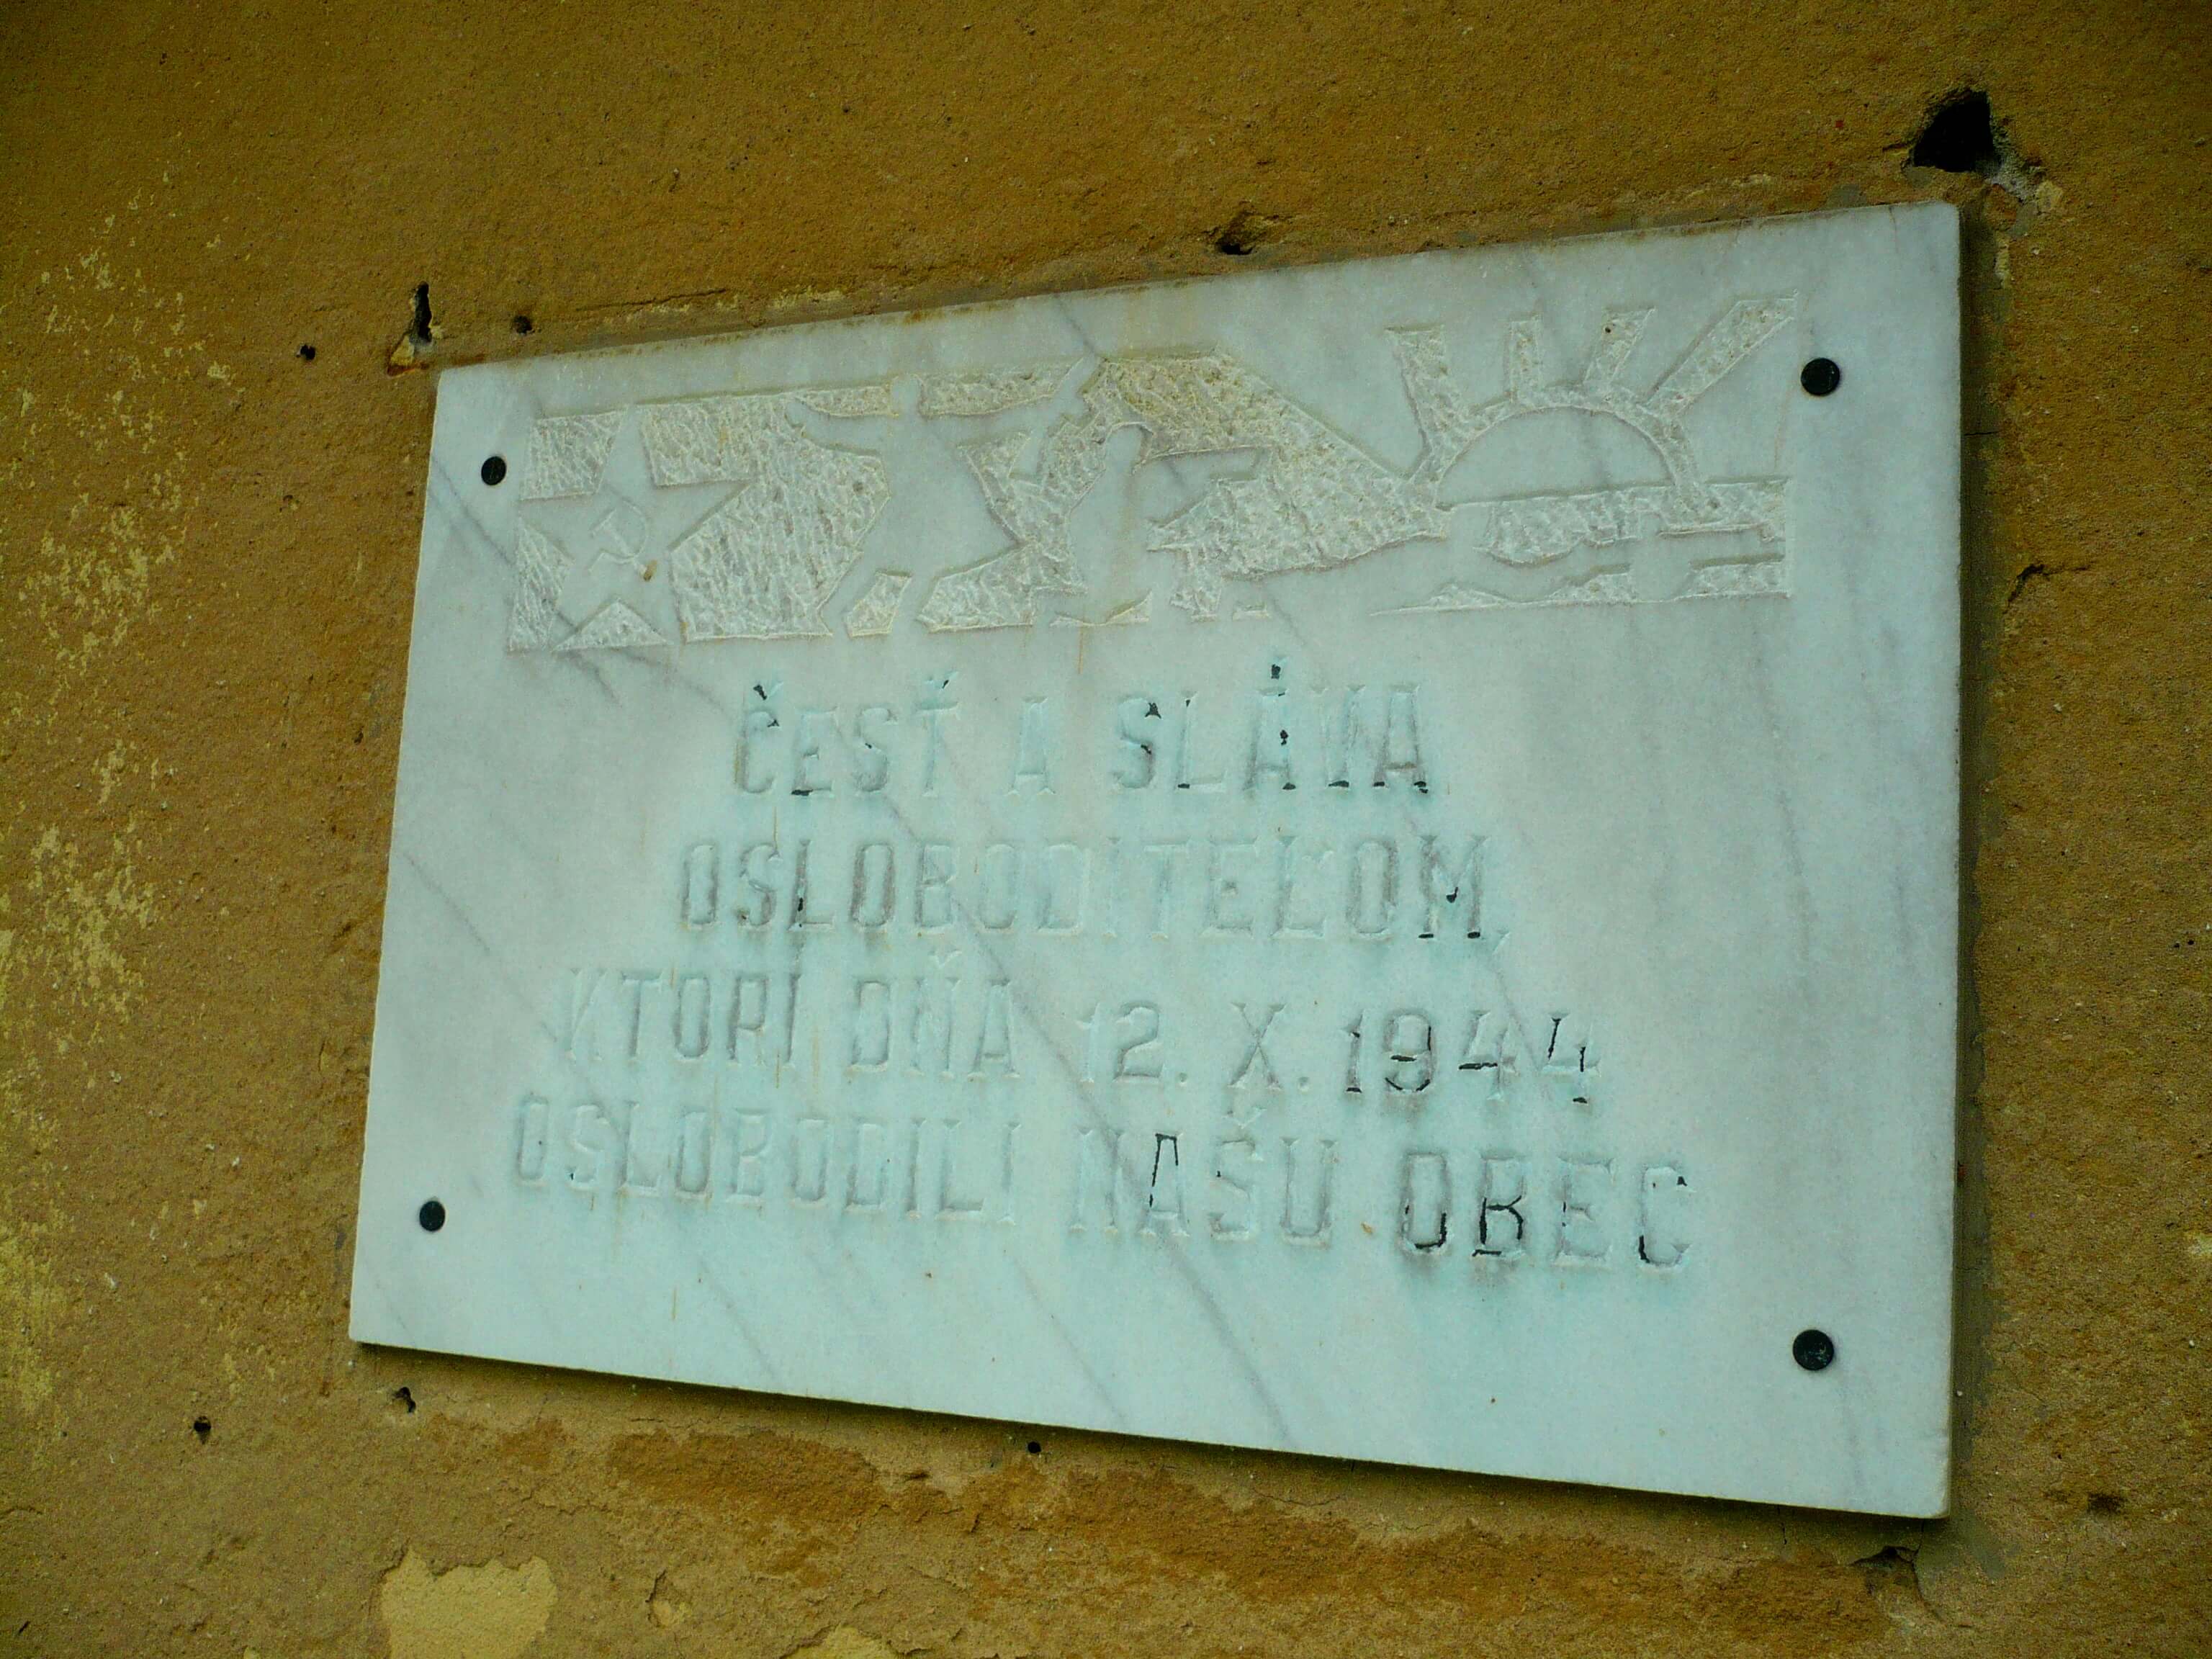 ČESŤ A SLÁVA
OSLOBODITEĽOM,
KTORÍ DŇA 12. X. 1944
OSLOBODILI NAŠU OBEC